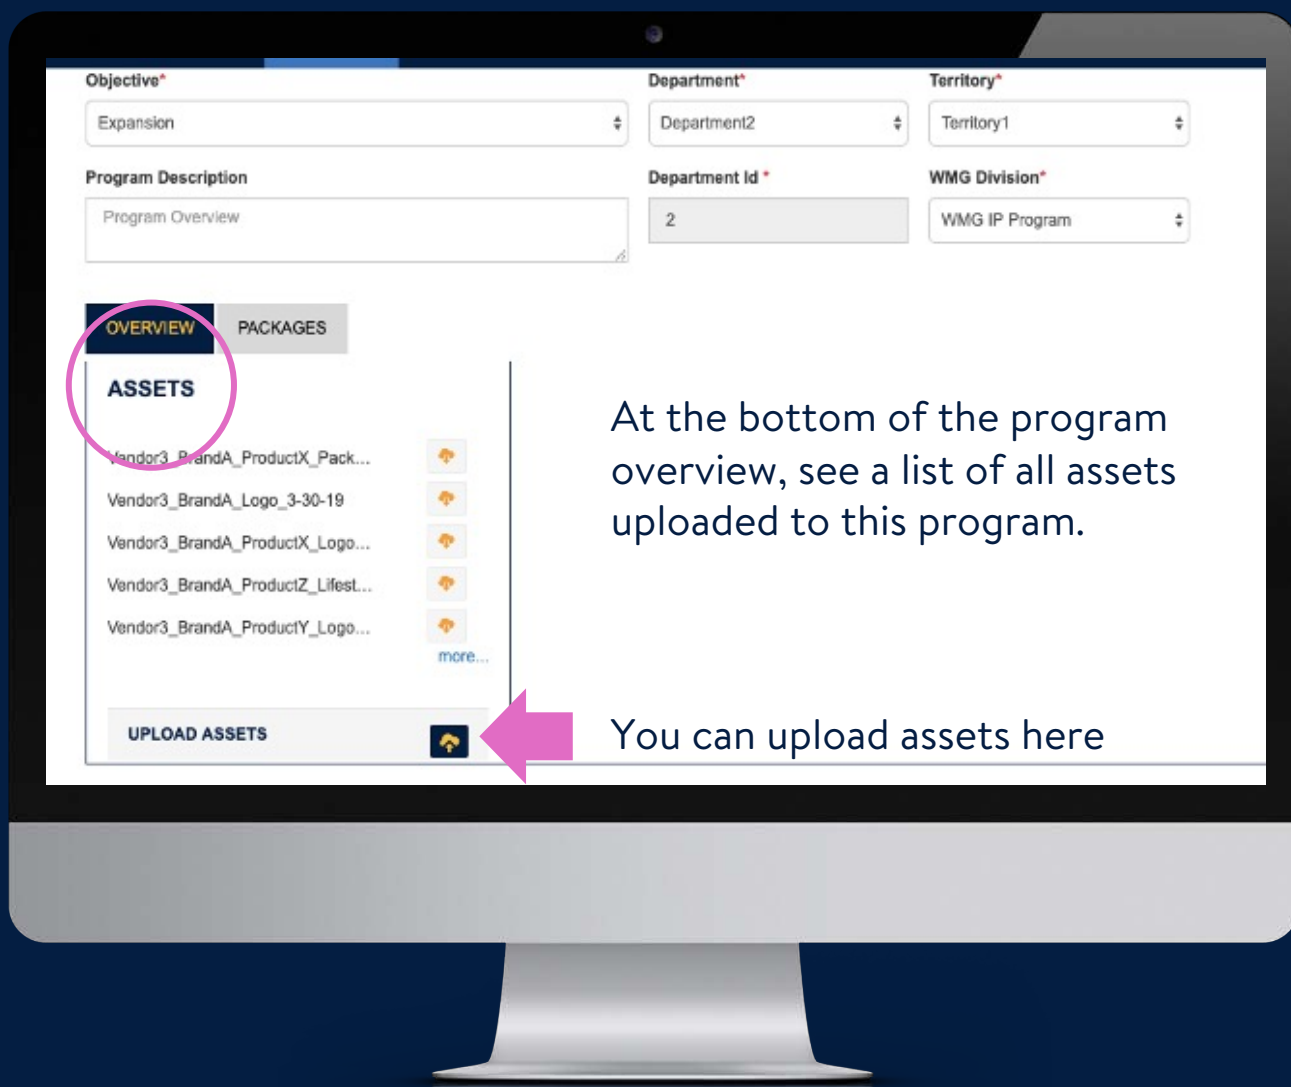 Objective*
Department*
Territory*
Expansion
Department2
Territory1
Program Description
Department Id *
WMG Division*
Program Overview
2
WMG IP Program
OVERVIEW
PACKAGES
ASSETS
Vendor3_BrandA_ProductX_Pack...
Vendor3_BrandA_Logo_3-30-19
Vendor3_BrandA_ProductX_Logo...
Vendor3_BrandA_ProductZ_Lifest...
Vendor3_BrandA_ProductY_Logo...
more...
At the bottom of the program
overview, see a list of all assets
uploaded to this program.
UPLOAD ASSETS
You can upload assets here